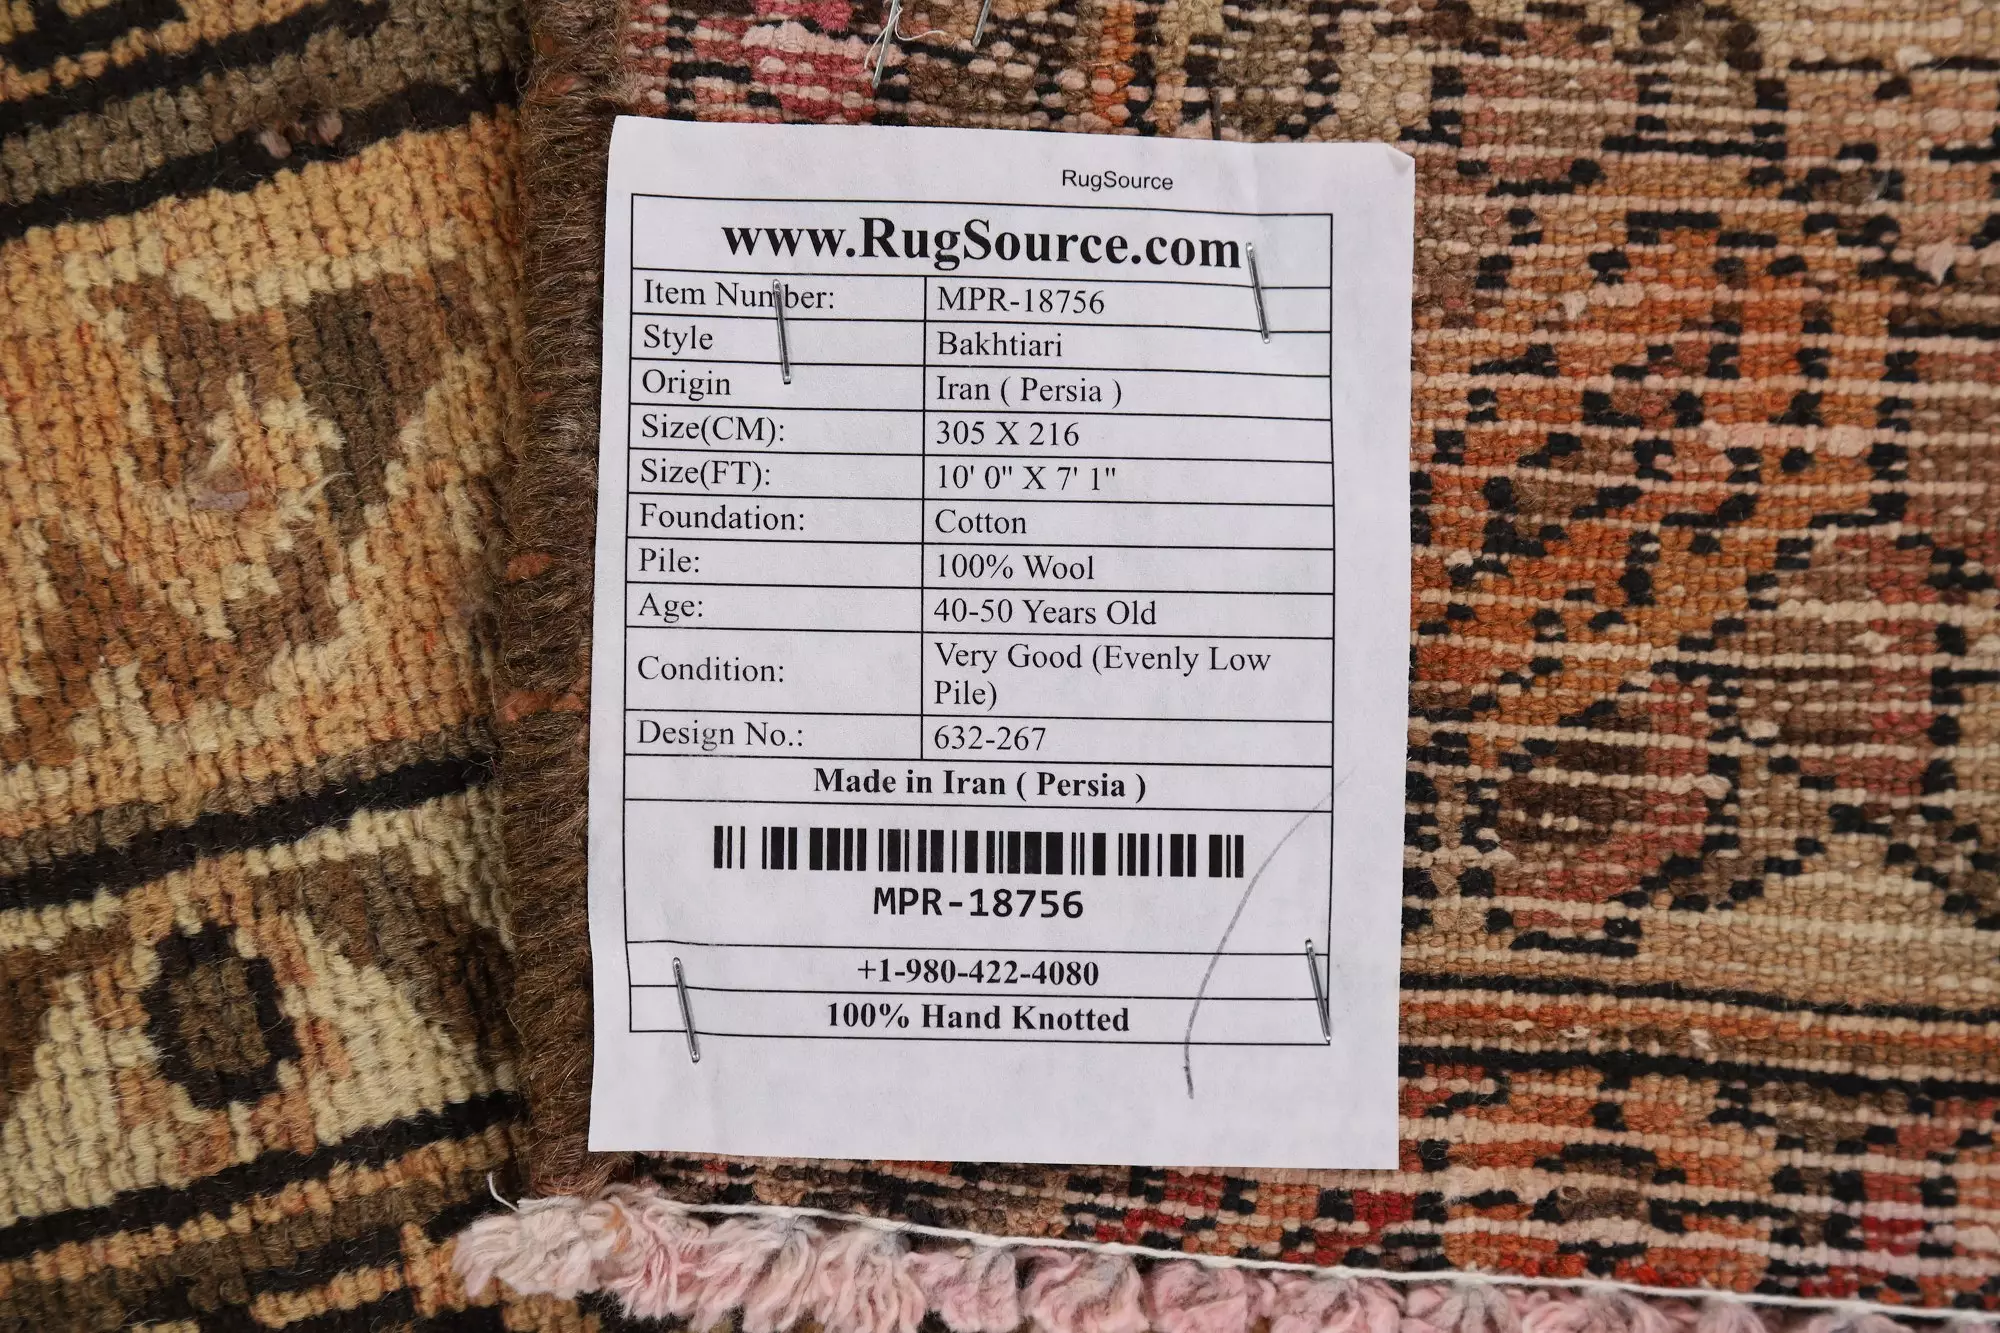 RugSource
www.RugSource.com
Item Number: MPR-18756
Style Bakhtiari
Origin Iran ( Persia )
Size(CM): 305 X 216
Size(FT): 10' 0" X 7' 1"
Foundation: Cotton
Pile: 100% Wool
Age: 40-50 Years Old
Condition: Very Good (Evenly Low
Pile)
Design No.: 632-267
Made in Iran ( Persia )
MPR-18756
+1-980-422-4080
100% Hand Knotted